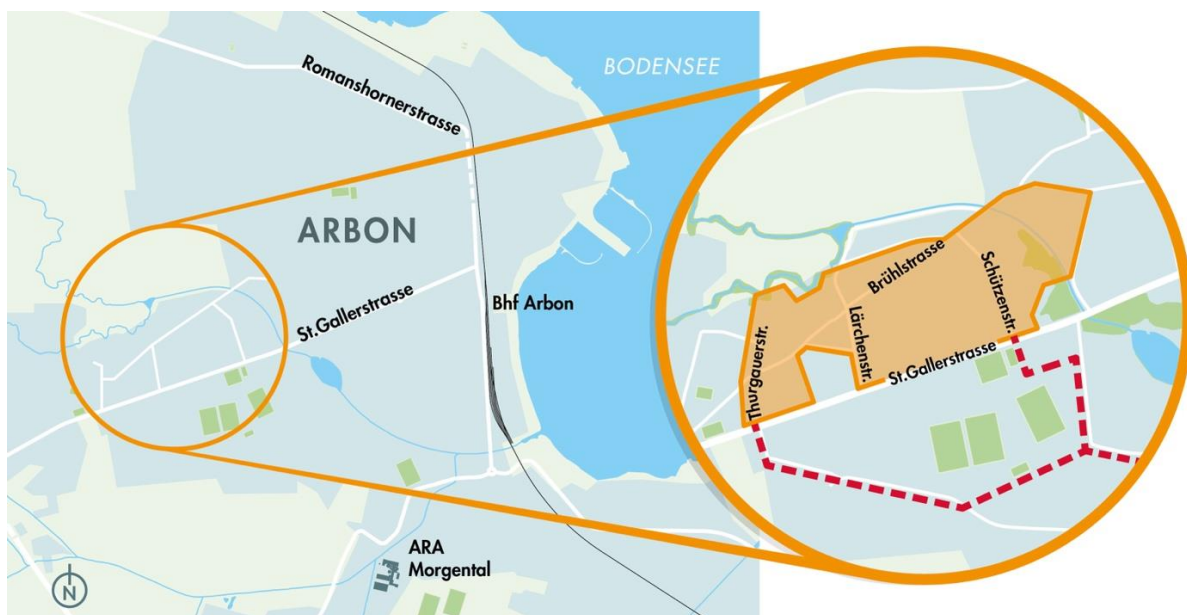 BODENSEE
Romanshornerstrasse
ARBON
St.Gallerstrasse
Bhf Arbon
ARA
Morgental
N
Thurgauerstr.
Brühlstrasse
Lärchenstr.
Schützenstr.
St.Gallerstrasse